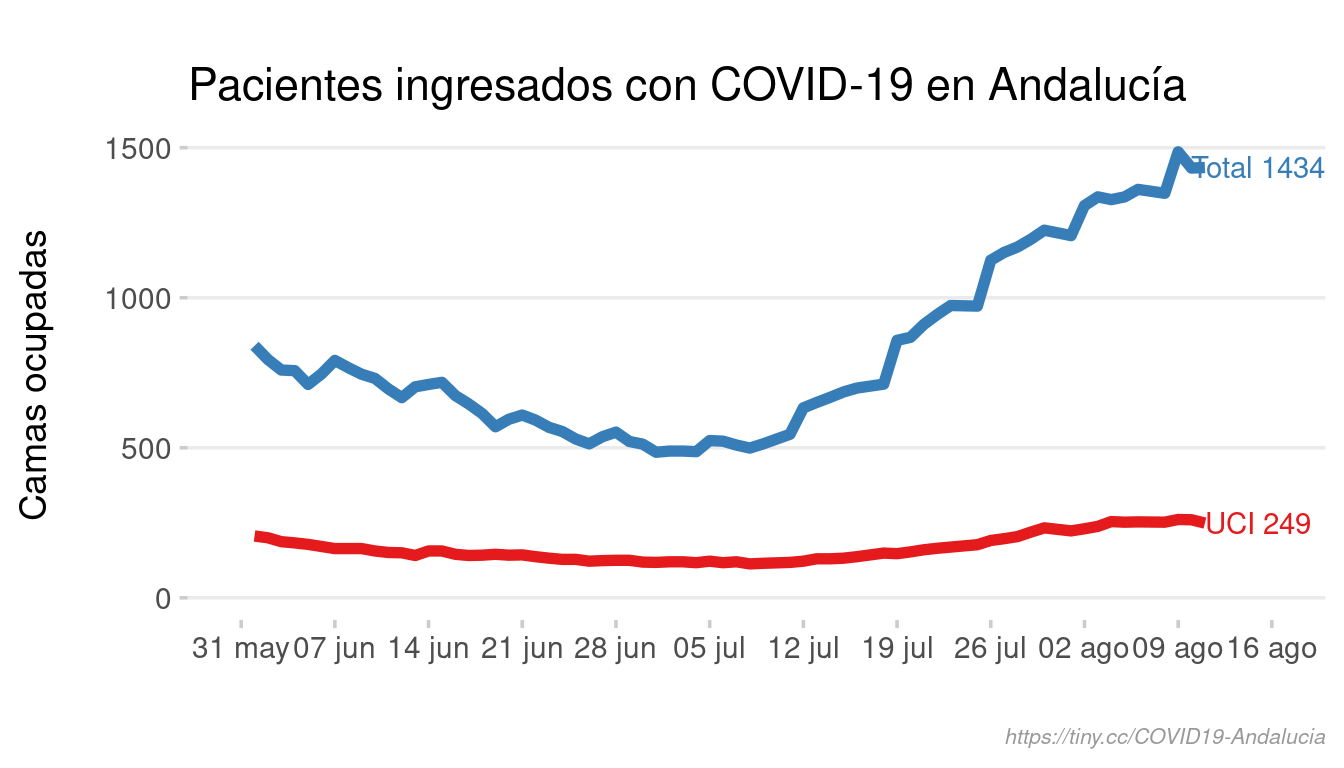 Pacientes ingresados con COVID-19 en Andalucía
Camas ocupadas
1500
1000
500
0
Total 1434
UCI 249
31 may 07 jun 14 jun 21 jun 28 jun 05 jul 12 jul 19 jul 26 jul 02 ago 09 ago 16 ago
https://tiny.cc/COVID19-Andalucia